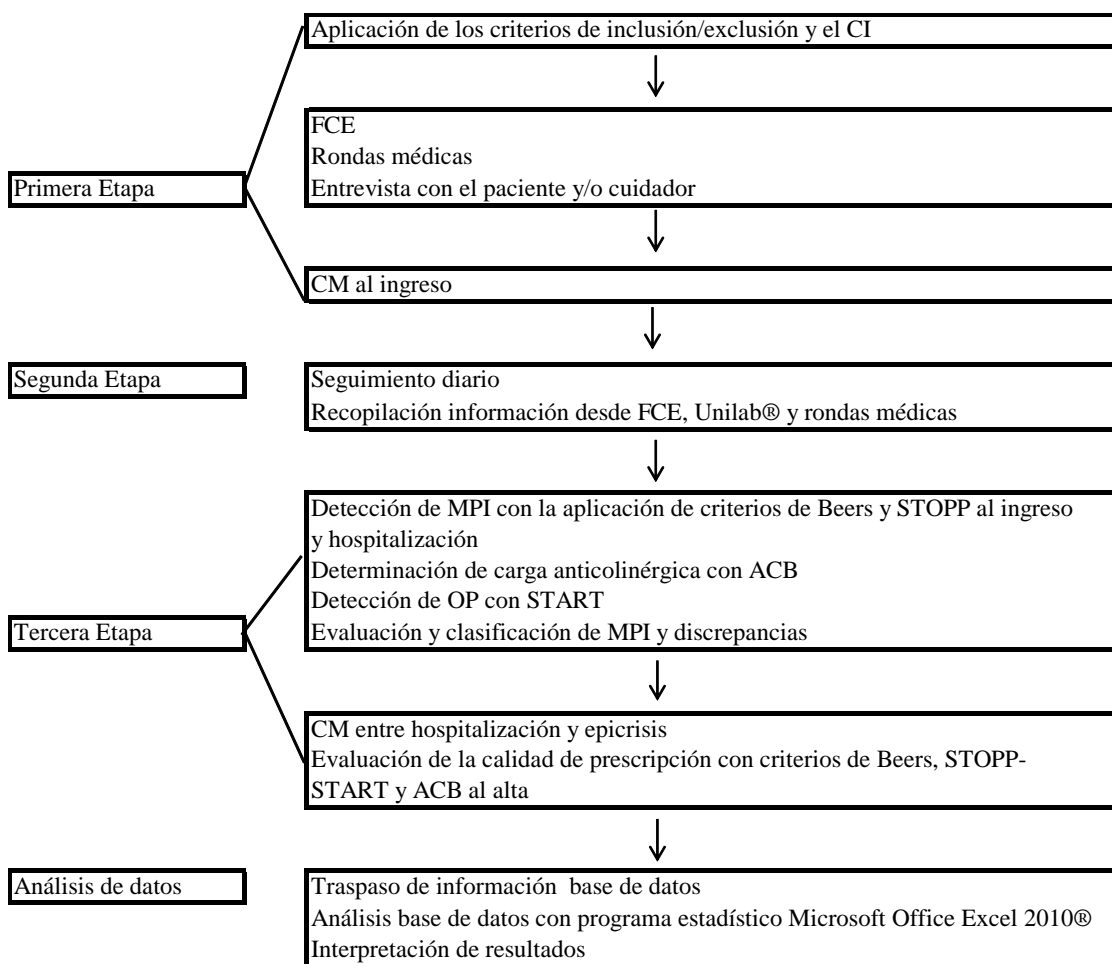 Aplicación de los criterios de inclusión/exclusión y el CI
FCE
Rondas médicas
Primera Etapa
Entrevista con el paciente y/o cuidador
CM al ingreso
Segunda Etapa
Seguimiento diario
Recopilación información desde FCE, Unilab® y rondas médicas
Detección de MPI con la aplicación de criterios de Beers y STOPP al ingreso
y hospitalización
Determinación de carga anticolinérgica con ACB
Detección de OP con START
Tercera Etapa
Evaluación y clasificación de MPI y discrepancias
CM entre hospitalización y epicrisis
Evaluación de la calidad de prescripción con criterios de Beers, STOPP-
START y ACB al alta
Análisis de datos
Traspaso de información  base de datos
Análisis base de datos con programa estadístico Microsoft Office Excel 2010®
Interpretación de resultados